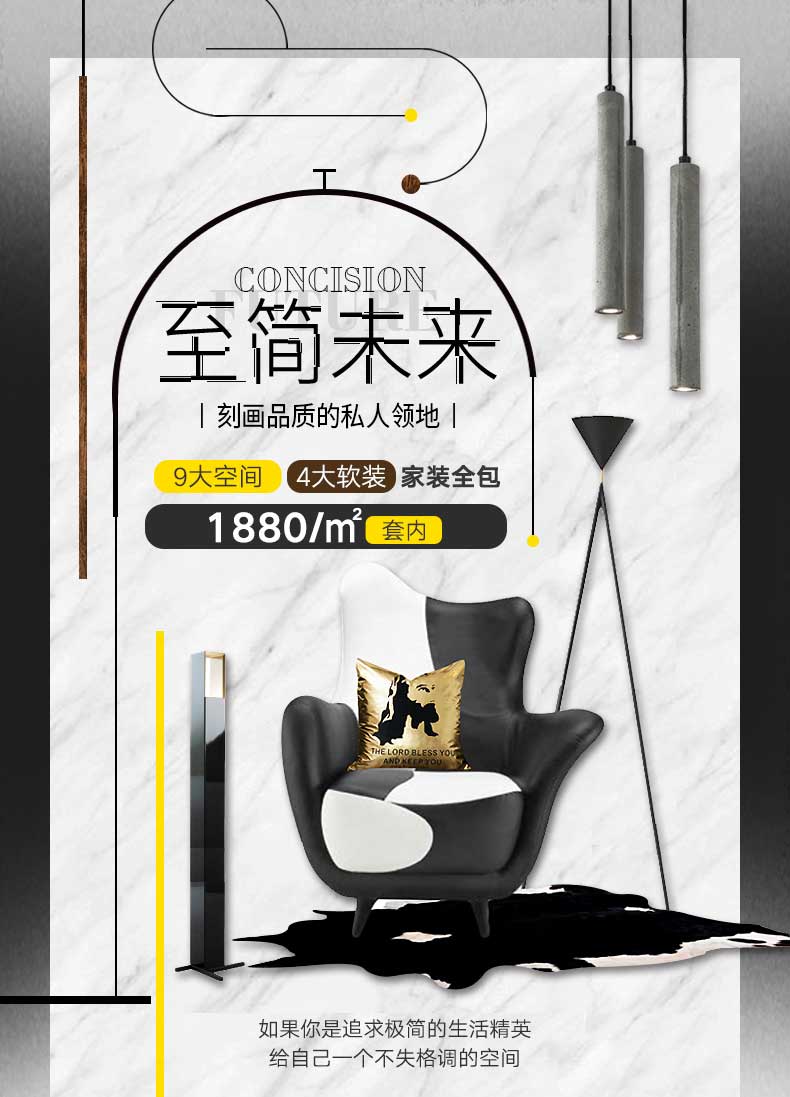 CONCISION
FUTURE
至简未来
| 刻画品质的私人领地 |
9大空间 4大软装 家装全包
1880/㎡ 套内
THE LORD BLESS YOU
AND KEEP YOU
如果你是追求极简的生活精英
给自己一个不失格调的空间